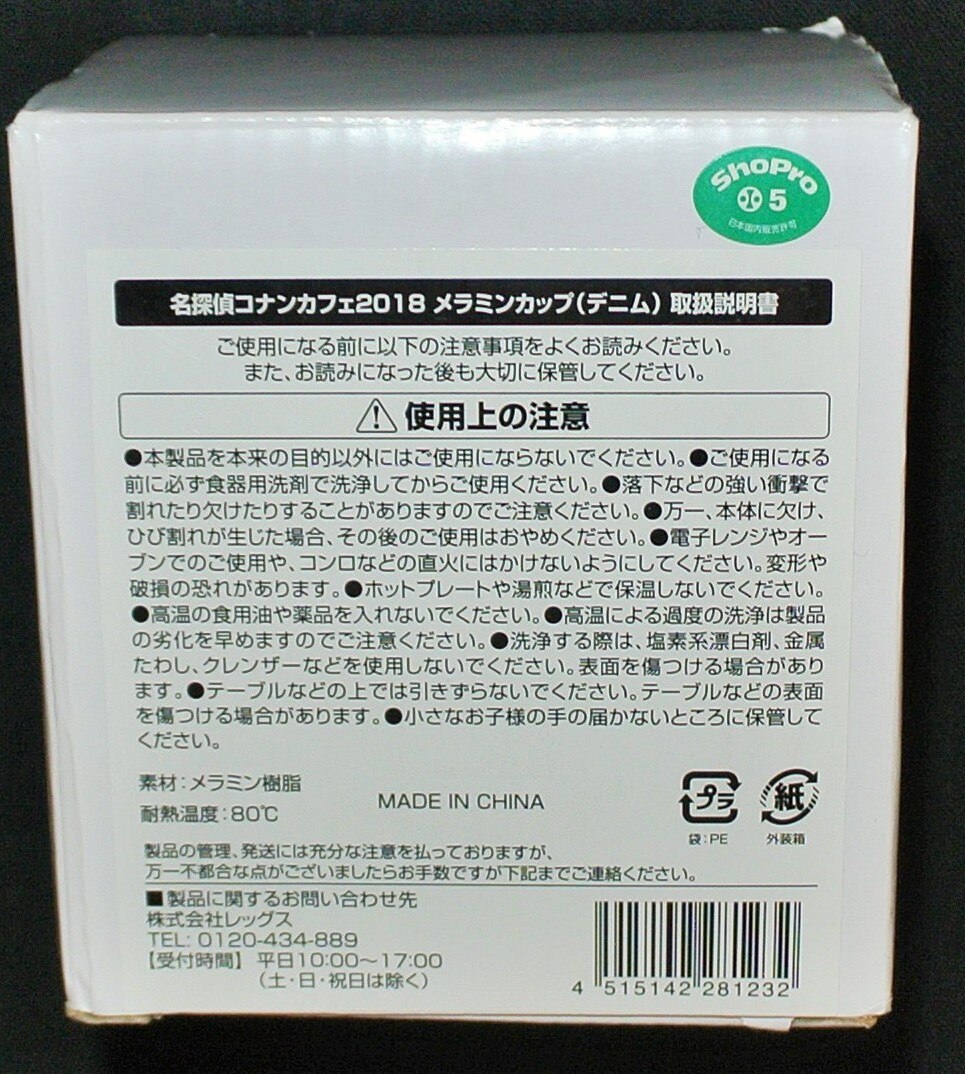 ShoPro
5
日本国内販売許可
名探偵コナンカフェ2018 メラミンカップ(デニム) 取扱説明書
ご使用になる前に以下の注意事項をよくお読みください。
また、お読みになった後も大切に保管してください。
使用上の注意
●本製品を本来の目的以外にはご使用にならないでください。●ご使用になる
前に必ず食器用洗剤で洗浄してからご使用ください。●落下などの強い衝撃で
割れたり欠けたりすることがありますのでご注意ください。●万一、本体に欠け、
ひび割れが生じた場合、その後のご使用はおやめください。●電子レンジやオー
ブンでのご使用や、コンロなどの直火にはかけないようにしてください。変形や
破損の恐れがあります。●ホットプレートや湯煎などで保温しないでください。
●高温の食用油や薬品を入れないでください。●高温による過度の洗浄は製品
の劣化を早めますのでご注意ください。●洗浄する際は、塩素系漂白剤、金属
たわし、クレンザーなどを使用しないでください。表面を傷つける場合があり
ます。●テーブルなどの上では引きずらないでください。テーブルなどの表面
を傷つける場合があります。●小さなお子様の手の届かないところに保管して
ください。
素材:メラミン樹脂
耐熱温度:80℃
MADE IN CHINA
プラ
袋:PE
紙
外装箱
製品の管理、発送には充分な注意を払っておりますが、
万一不都合な点がございましたらお手数ですが下記までご連絡ください。
■製品に関するお問い合わせ先
株式会社レッグス
TEL: 0120-434-889
【受付時間】 平日10:00〜17:00
(土・日・祝日は除く)
4 515142 281232